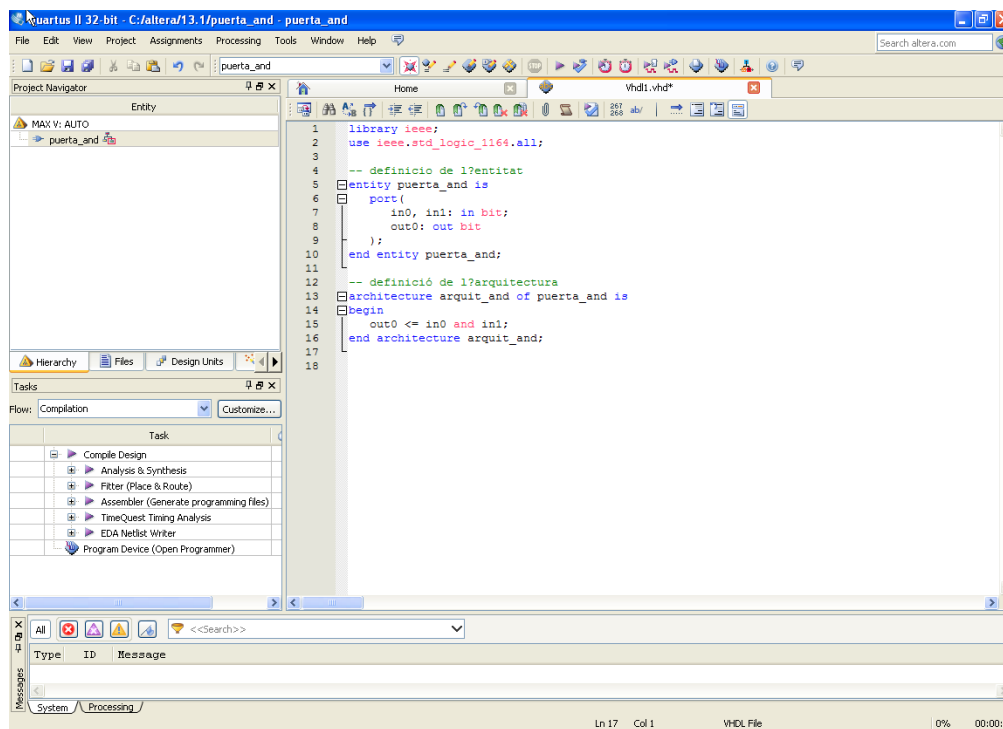 Quartus II 32-bit - C:/altera/13.1/puerta_and - puerta_and
File Edit View Project Assignments Processing Tools Window Help
Search altera.com
puerta_and
Project Navigator
Home
Vhdl1.vhd*
Entity
MAX V: AUTO
puerta_and
267
268
ab/
1 library ieee;
2 use ieee.std_logic_1164.all;
3
4 -- definicio de l?entitat
5 entity puerta_and is
6 port(
7 in0, in1: in bit;
8 out0: out bit
9 );
10 end entity puerta_and;
11
12 -- definició de l?arquitectura
13 architecture arquit_and of puerta_and is
14 begin
15 out0 <= in0 and in1;
16 end architecture arquit_and;
17
18
Hierarchy Files Design Units
Tasks
Flow: Compilation Customize...
Task
Compile Design
Analysis & Synthesis
Fitter (Place & Route)
Assembler (Generate programming files)
TimeQuest Timing Analysis
EDA Netlist Writer
Program Device (Open Programmer)
All <<Search>>
Type ID Message
Messages
System Processing
Ln 17 Col 1 VHDL File 0% 00:00: